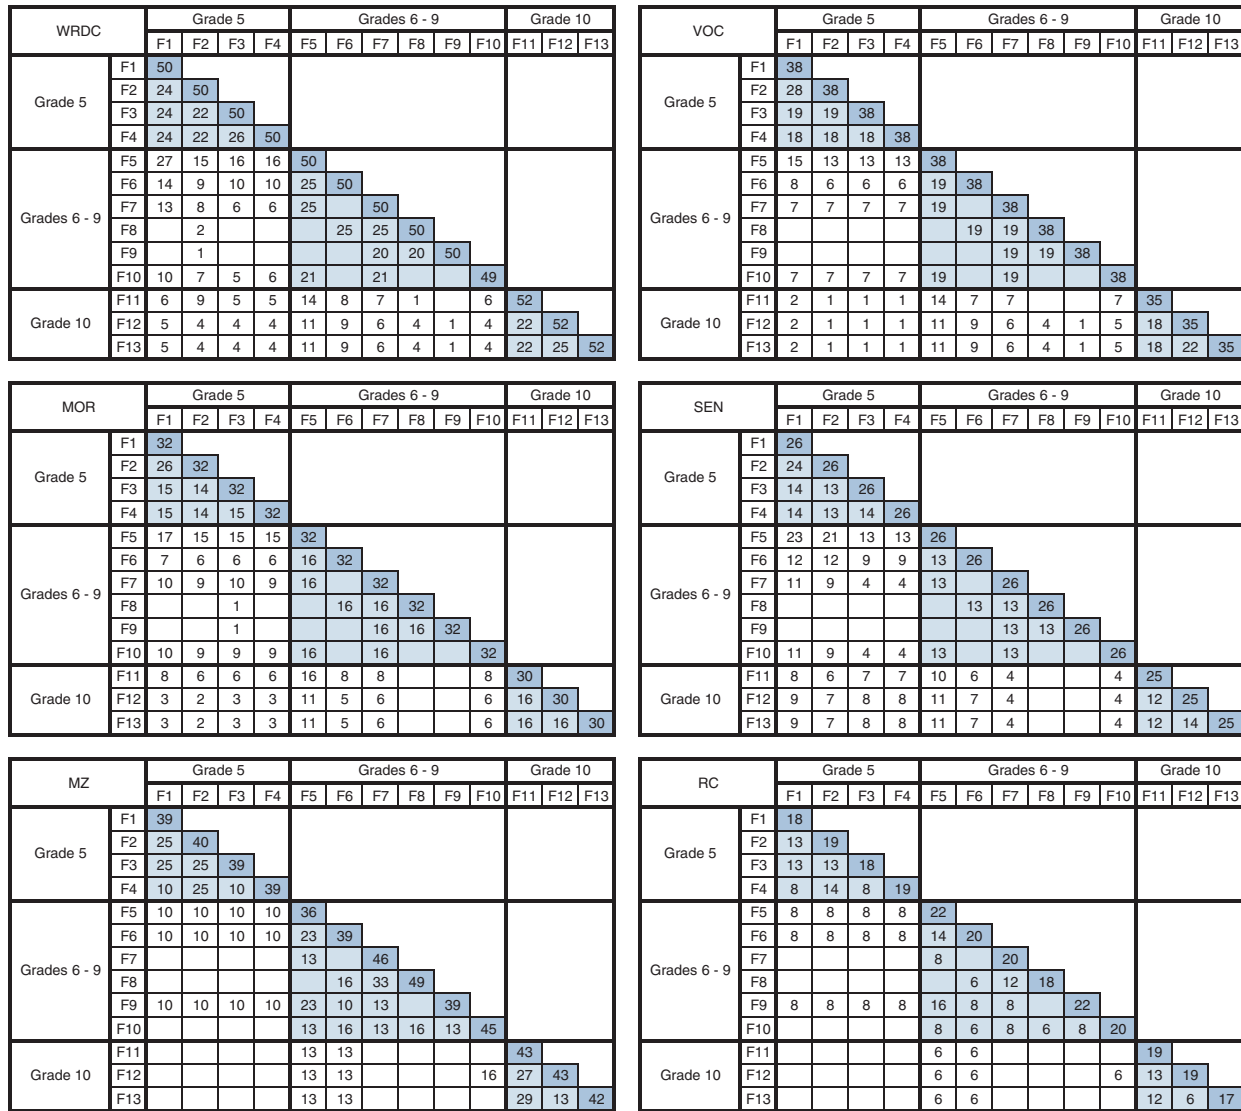 WRDC Grade 5 Grades 6 - 9 Grade 10
F1 F2 F3 F4 F5 F6 F7 F8 F9 F10 F11 F12 F13
Grade 5
F1 50
F2 24 50
F3 24 22 50
F4 24 22 26 50
Grades 6 - 9
F5 27 15 16 16 50
F6 14 9 10 10 25 50
F7 13 8 6 6 25 50
F8 2 25 25 50
F9 1 20 20 50
F10 10 7 5 6 21 21 49
Grade 10
F11 6 9 5 5 14 8 7 1 6 52
F12 5 4 4 4 11 9 6 4 1 4 22 52
F13 5 4 4 4 11 9 6 4 1 4 22 25 52
VOC Grade 5 Grades 6 - 9 Grade 10
F1 F2 F3 F4 F5 F6 F7 F8 F9 F10 F11 F12 F13
Grade 5
F1 38
F2 28 38
F3 19 19 38
F4 18 18 18 38
Grades 6 - 9
F5 15 13 13 13 38
F6 8 6 6 6 19 38
F7 7 7 7 7 19 38
F8 19 19 38
F9 19 19 38
F10 7 7 7 7 19 19 38
Grade 10
F11 2 1 1 1 14 7 7 7 35
F12 2 1 1 1 11 9 6 4 1 5 18 35
F13 2 1 1 1 11 9 6 4 1 5 18 22 35
MOR Grade 5 Grades 6 - 9 Grade 10
F1 F2 F3 F4 F5 F6 F7 F8 F9 F10 F11 F12 F13
Grade 5
F1 32
F2 26 32
F3 15 14 32
F4 15 14 15 32
Grades 6 - 9
F5 17 15 15 15 32
F6 7 6 6 6 16 32
F7 10 9 10 9 16 32
F8 1 16 16 32
F9 1 16 16 32
F10 10 9 9 9 16 16 32
Grade 10
F11 8 6 6 6 16 8 8 8 30
F12 3 2 3 3 11 5 6 6 16 30
F13 3 2 3 3 11 5 6 6 16 16 30
SEN Grade 5 Grades 6 - 9 Grade 10
F1 F2 F3 F4 F5 F6 F7 F8 F9 F10 F11 F12 F13
Grade 5
F1 26
F2 24 26
F3 14 13 26
F4 14 13 14 26
Grades 6 - 9
F5 23 21 13 13 26
F6 12 12 9 9 13 26
F7 11 9 4 4 13 26
F8 13 13 26
F9 13 13 26
F10 11 9 4 4 13 13 26
Grade 10
F11 8 6 7 7 10 6 4 4 25
F12 9 7 8 8 11 7 4 4 12 25
F13 9 7 8 8 11 7 4 4 12 14 25
MZ Grade 5 Grades 6 - 9 Grade 10
F1 F2 F3 F4 F5 F6 F7 F8 F9 F10 F11 F12 F13
Grade 5
F1 39
F2 25 40
F3 25 25 39
F4 10 25 10 39
Grades 6 - 9
F5 10 10 10 10 36
F6 10 10 10 10 23 39
F7 13 46
F8 16 33 49
F9 10 10 10 10 23 10 13 39
F10 13 16 13 16 13 45
Grade 10
F11 13 13 43
F12 13 13 16 27 43
F13 13 13 29 13 42
RC Grade 5 Grades 6 - 9 Grade 10
F1 F2 F3 F4 F5 F6 F7 F8 F9 F10 F11 F12 F13
Grade 5
F1 18
F2 13 19
F3 13 13 18
F4 8 14 8 19
Grades 6 - 9
F5 8 8 8 8 22
F6 8 8 8 8 14 20
F7 8 20
F8 6 12 18
F9 8 8 8 8 16 8 8 22
F10 8 6 8 6 8 20
Grade 10
F11 6 6 19
F12 6 6 6 13 19
F13 6 6 12 6 17